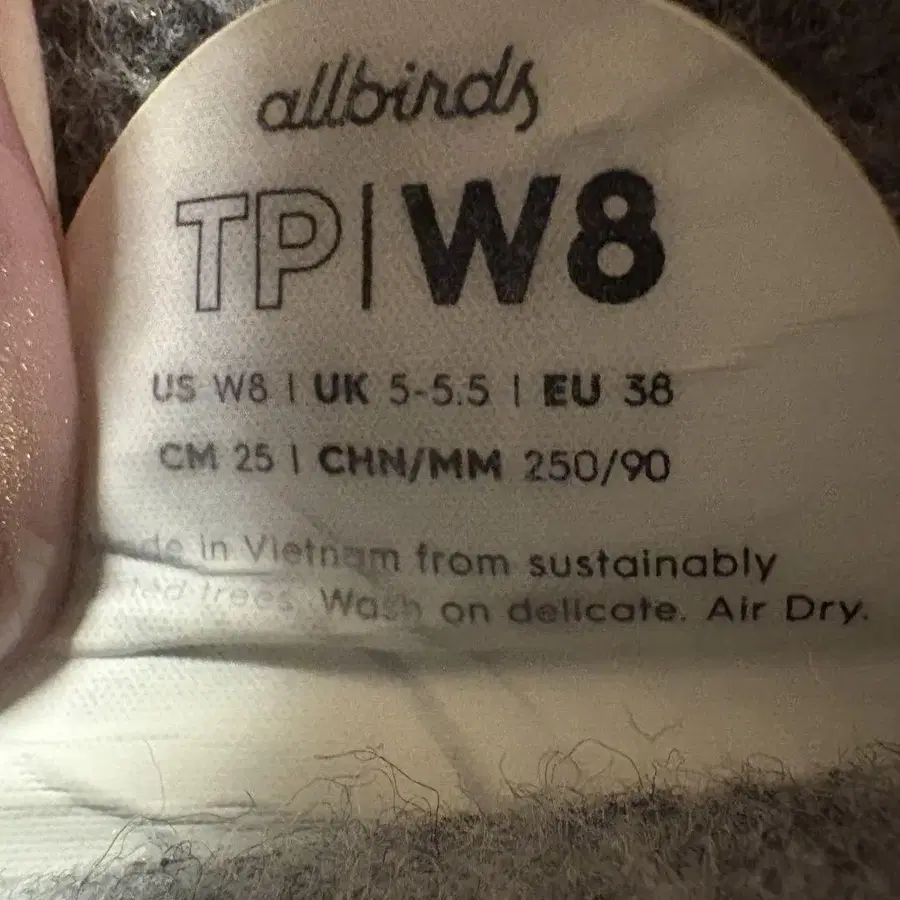 allbirds
TP|W8
US W8 | UK 5-5.5 | EU 38
CM 25 | CHN/MM 250/90
in Vietnam from sustainably
trees. Wash on delicate. Air Dry.